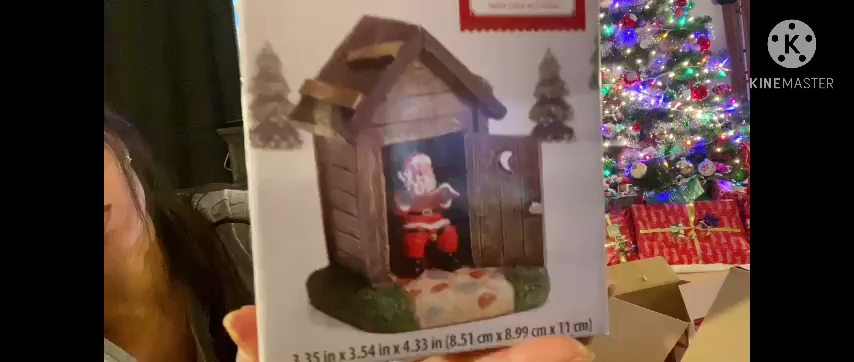 K
KINEMASTER
3.35 in x 3.54 in x 4.33 in (8.51 cm x 8.99 cm x 11 cm)